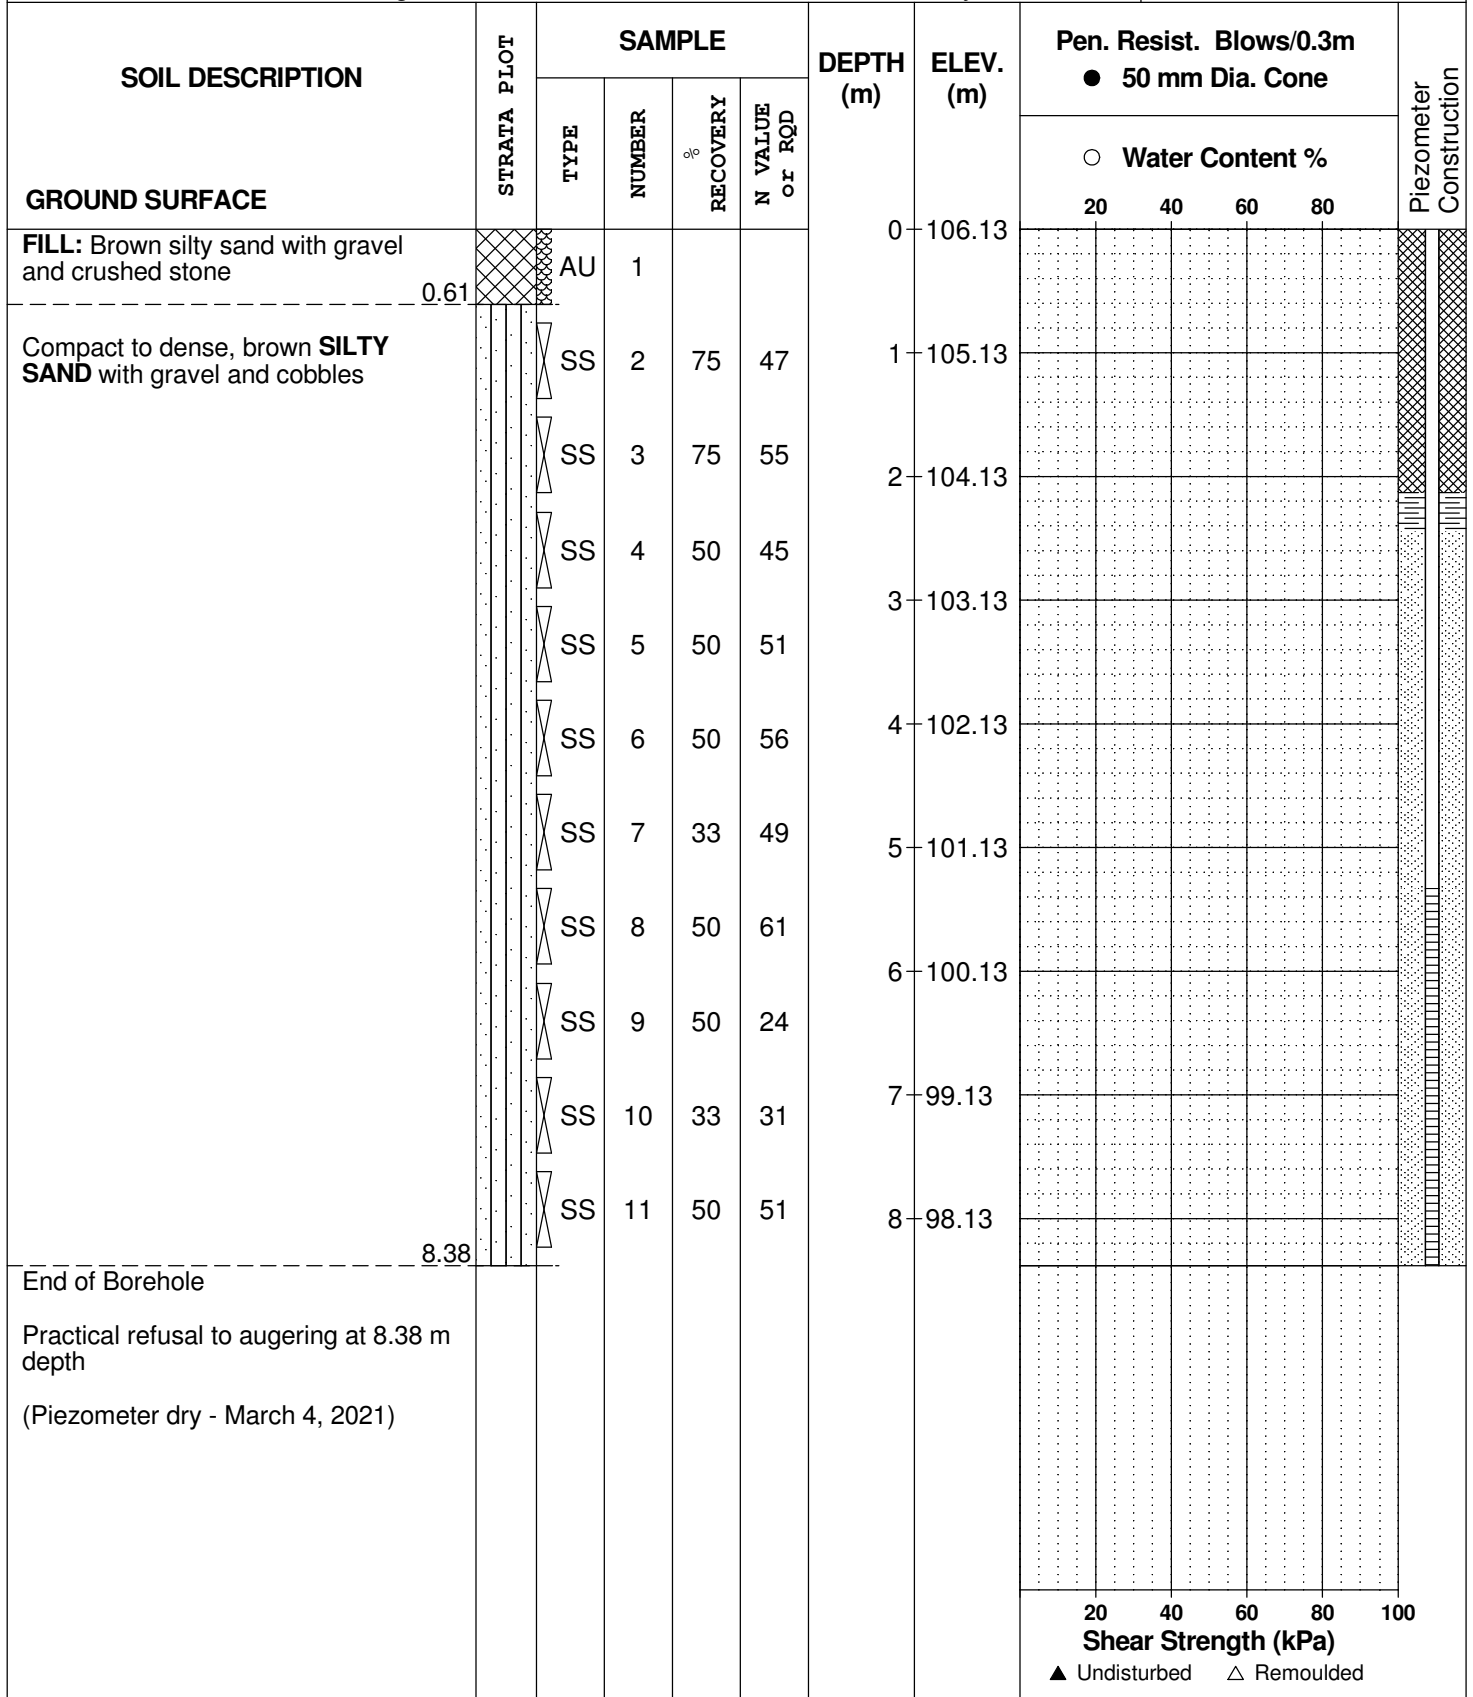 SOIL DESCRIPTION
GROUND SURFACE
STRATA PLOT
SAMPLE
TYPE
NUMBER
% RECOVERY
N VALUE or RQD
DEPTH (m)
ELEV. (m)
Pen. Resist. Blows/0.3m
● 50 mm Dia. Cone
○ Water Content %
20 40 60 80
Piezometer Construction
0 106.13
FILL: Brown silty sand with gravel
and crushed stone
0.61
AU 1
Compact to dense, brown SILTY
SAND with gravel and cobbles
SS 2 75 47
1 105.13
SS 3 75 55
2 104.13
SS 4 50 45
3 103.13
SS 5 50 51
SS 6 50 56
4 102.13
SS 7 33 49
5 101.13
SS 8 50 61
6 100.13
SS 9 50 24
7 99.13
SS 10 33 31
SS 11 50 51
8 98.13
8.38
End of Borehole
Practical refusal to augering at 8.38 m
depth
(Piezometer dry - March 4, 2021)
20 40 60 80 100
Shear Strength (kPa)
▲ Undisturbed △ Remoulded